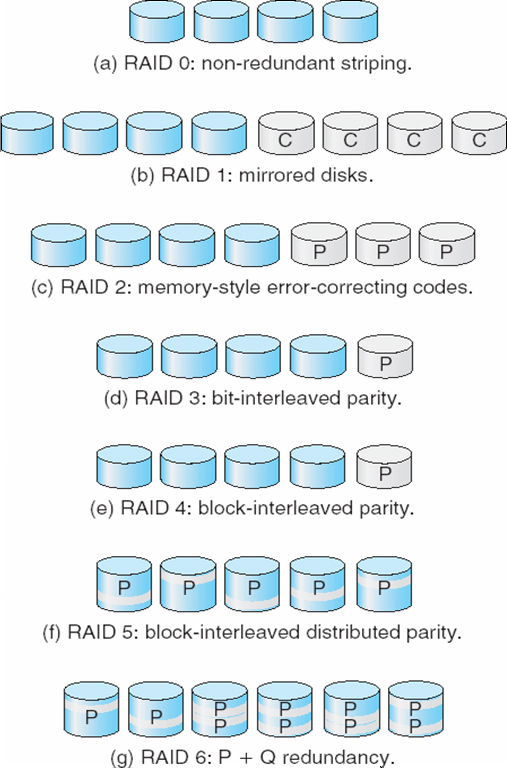 (a) RAID 0: non-redundant striping.
C C C C
(b) RAID 1: mirrored disks.
P P P
(c) RAID 2: memory-style error-correcting codes.
P
(d) RAID 3: bit-interleaved parity.
P
(e) RAID 4: block-interleaved parity.
P P P P P
(f) RAID 5: block-interleaved distributed parity.
P P P P P P
P P P P
(g) RAID 6: P + Q redundancy.